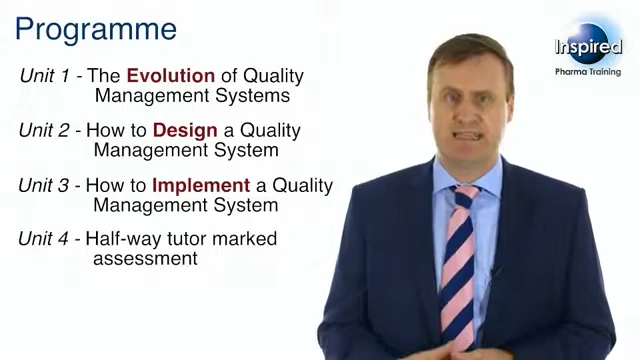 Programme
Unit 1 - The Evolution of Quality
Management Systems
Unit 2 - How to Design a Quality
Management System
Unit 3 - How to Implement a Quality
Management System
Unit 4 - Half-way tutor marked
assessment
Inspired
Pharma Training